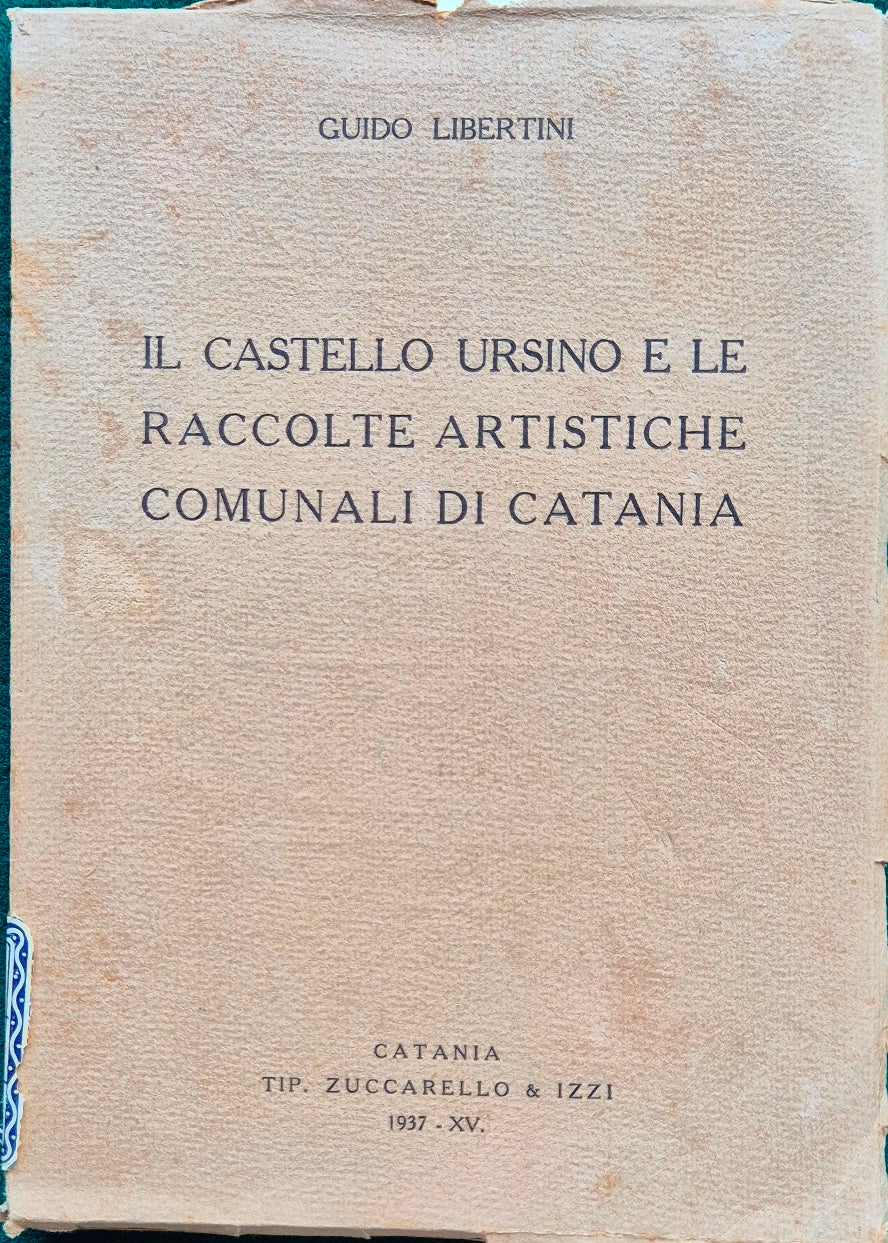 GUIDO LIBERTINI
IL CASTELLO URSINO E LE
RACCOLTE ARTISTICHE
COMUNALI DI CATANIA
CATANIA
TIP. ZUCCARELLO & IZZI
1937 - XV.